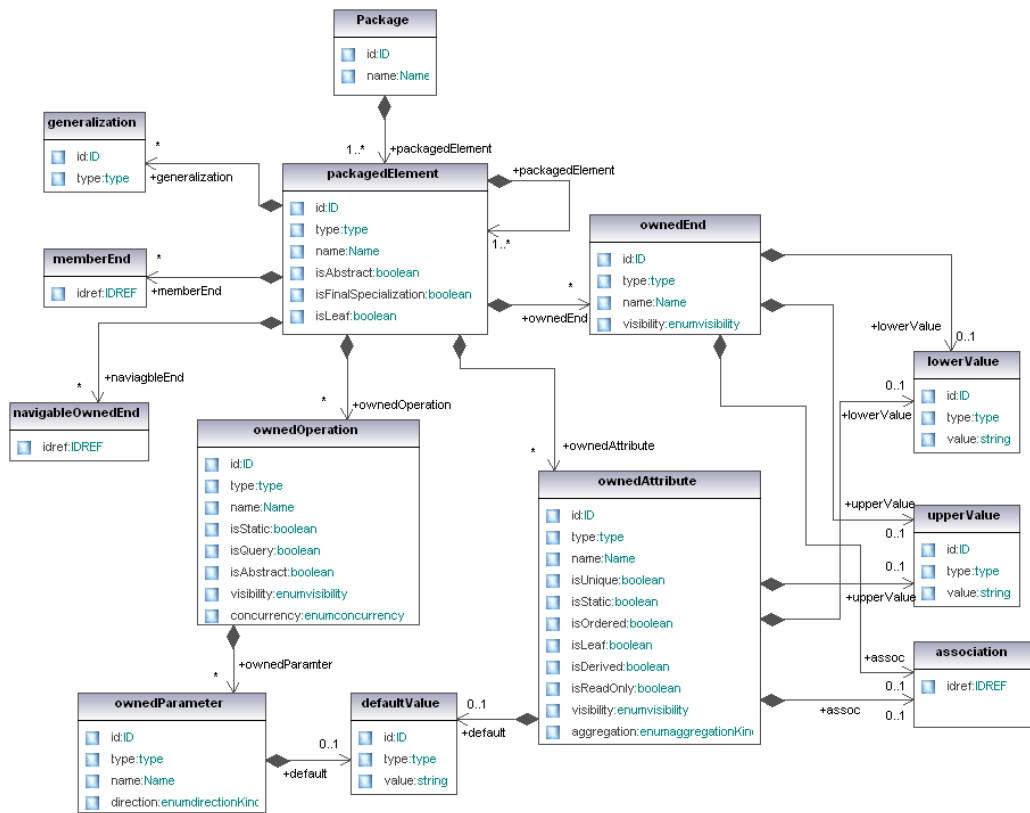 Package
id:ID
name:Name
generalization
id:ID
type:type
*
+generalization
1..*
+packagedElement
packagedElement
id:ID
type:type
name:Name
isAbstract:boolean
isFinalSpecialization:boolean
isLeaf:boolean
+packagedElement
1..*
memberEnd
idref:IDREF
*
+memberEnd
ownedEnd
id:ID
type:type
name:Name
visibility:enumvisibility
*
+ownedEnd
+naviagbleEnd
*
navigableOwnedEnd
idref:IDREF
*
+ownedOperation
ownedOperation
id:ID
type:type
name:Name
isStatic:boolean
isQuery:boolean
isAbstract:boolean
visibility:enumvisibility
concurrency:enumconcurrency
+ownedAttribute
*
ownedAttribute
id:ID
type:type
name:Name
isUnique:boolean
isStatic:boolean
isOrdered:boolean
isLeaf:boolean
isDerived:boolean
isReadOnly:boolean
visibility:enumvisibility
aggregation:enumaggregationKind
+lowerValue
0..1
lowerValue
id:ID
type:type
value:string
0..1
+lowerValue
+upperValue
0..1
upperValue
id:ID
type:type
value:string
0..1
+upperValue
association
idref:IDREF
+assoc
0..1
+assoc
0..1
+ownedParamter
*
ownedParameter
id:ID
type:type
name:Name
direction:enumdirectionKind
0..1
+default
defaultValue
id:ID
type:type
value:string
0..1
+default